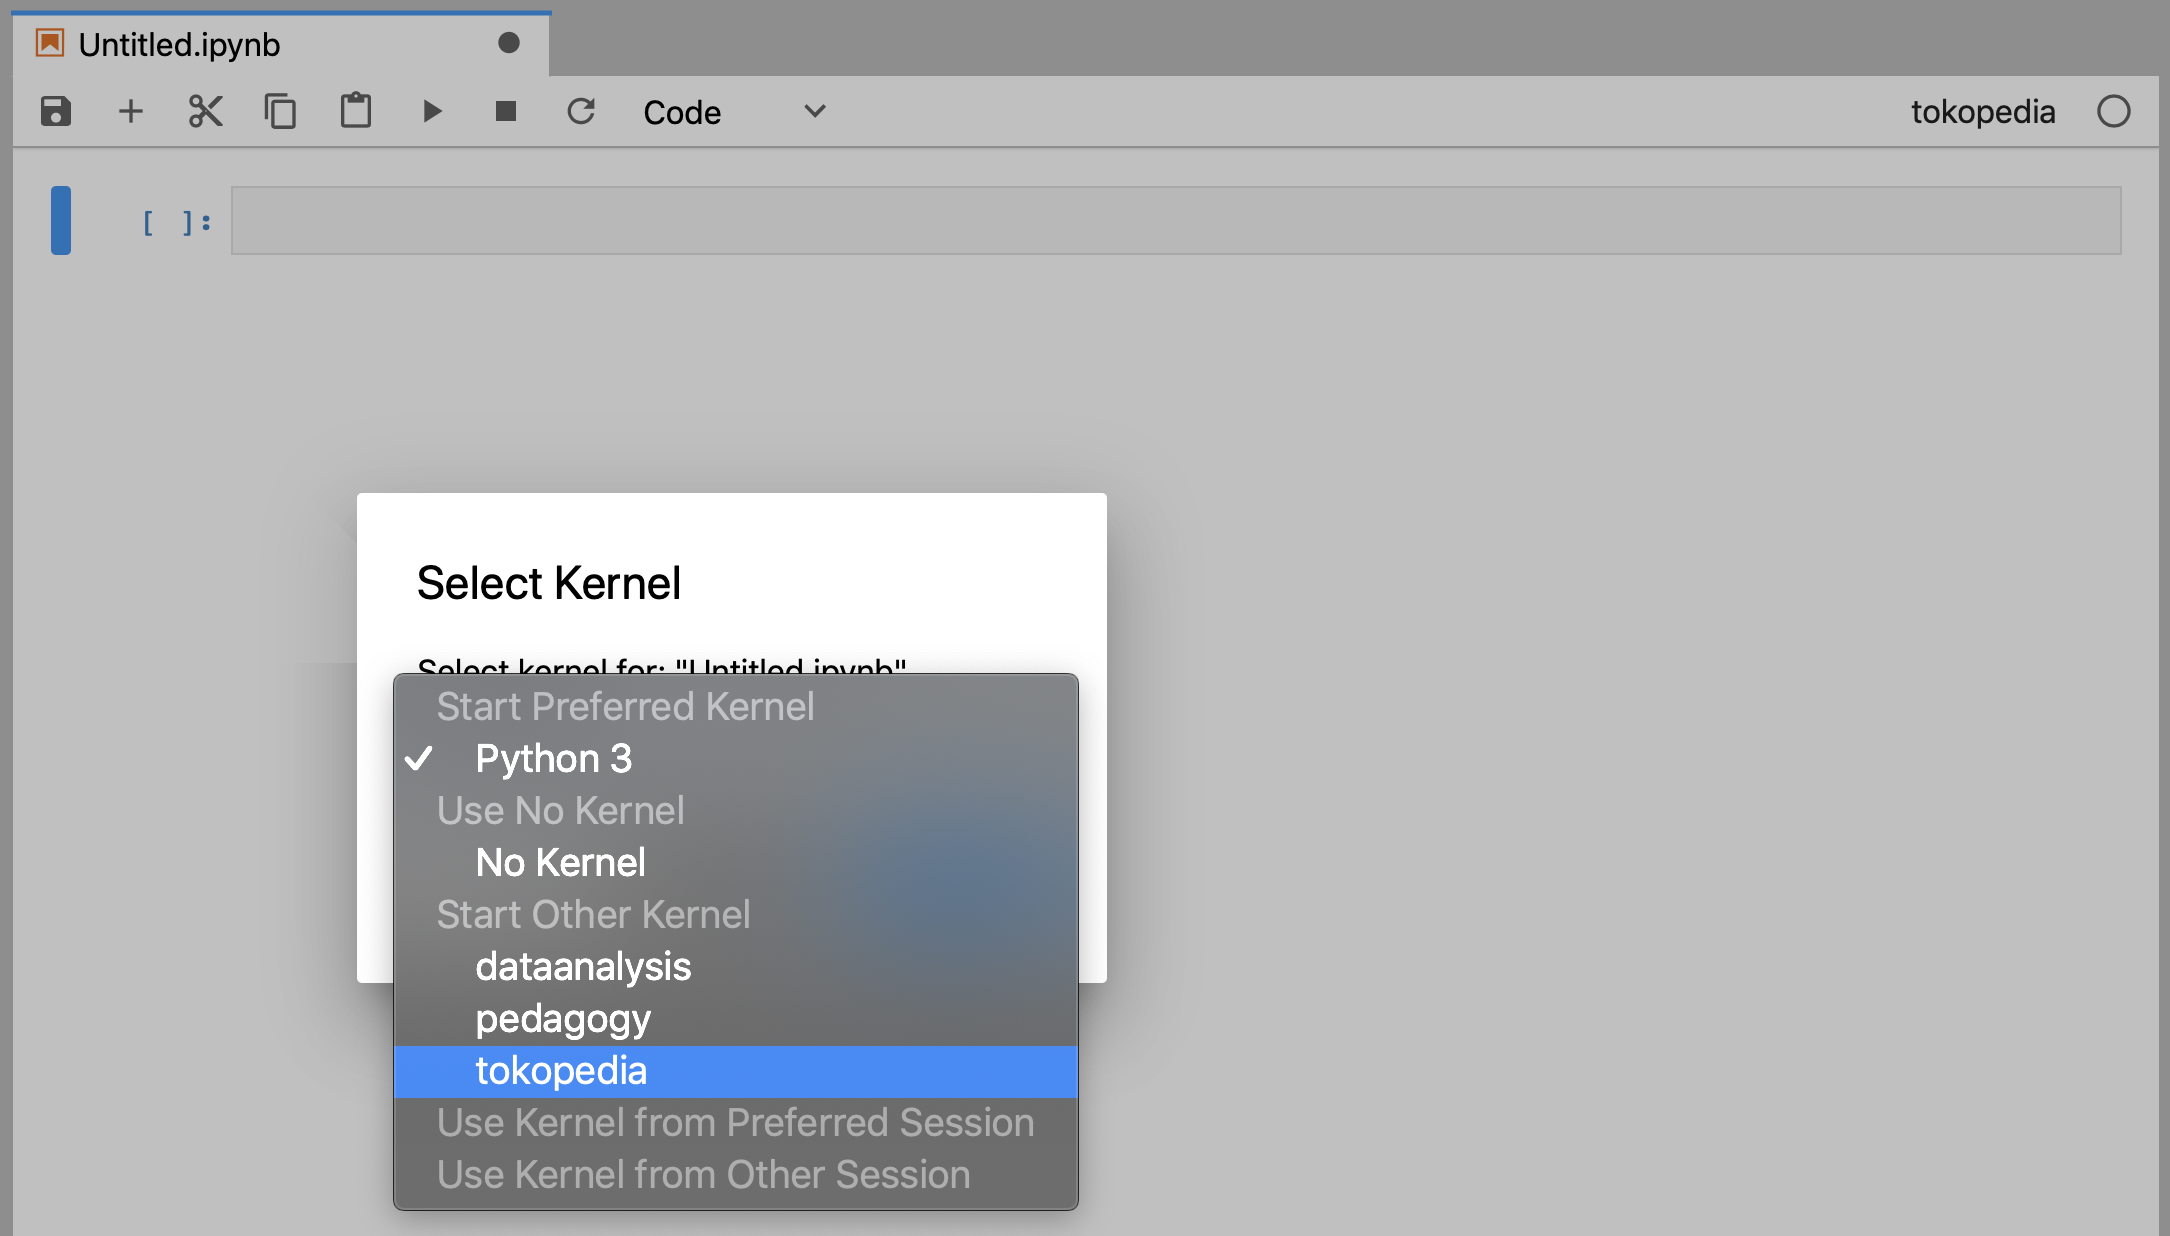 Untitled.ipynb
Code
tokopedia
[ ]:
Select Kernel
Select kernel for: "Untitled.ipynb"
Start Preferred Kernel
✓ Python 3
Use No Kernel
No Kernel
Start Other Kernel
dataanalysis
pedagogy
tokopedia
Use Kernel from Preferred Session
Use Kernel from Other Session